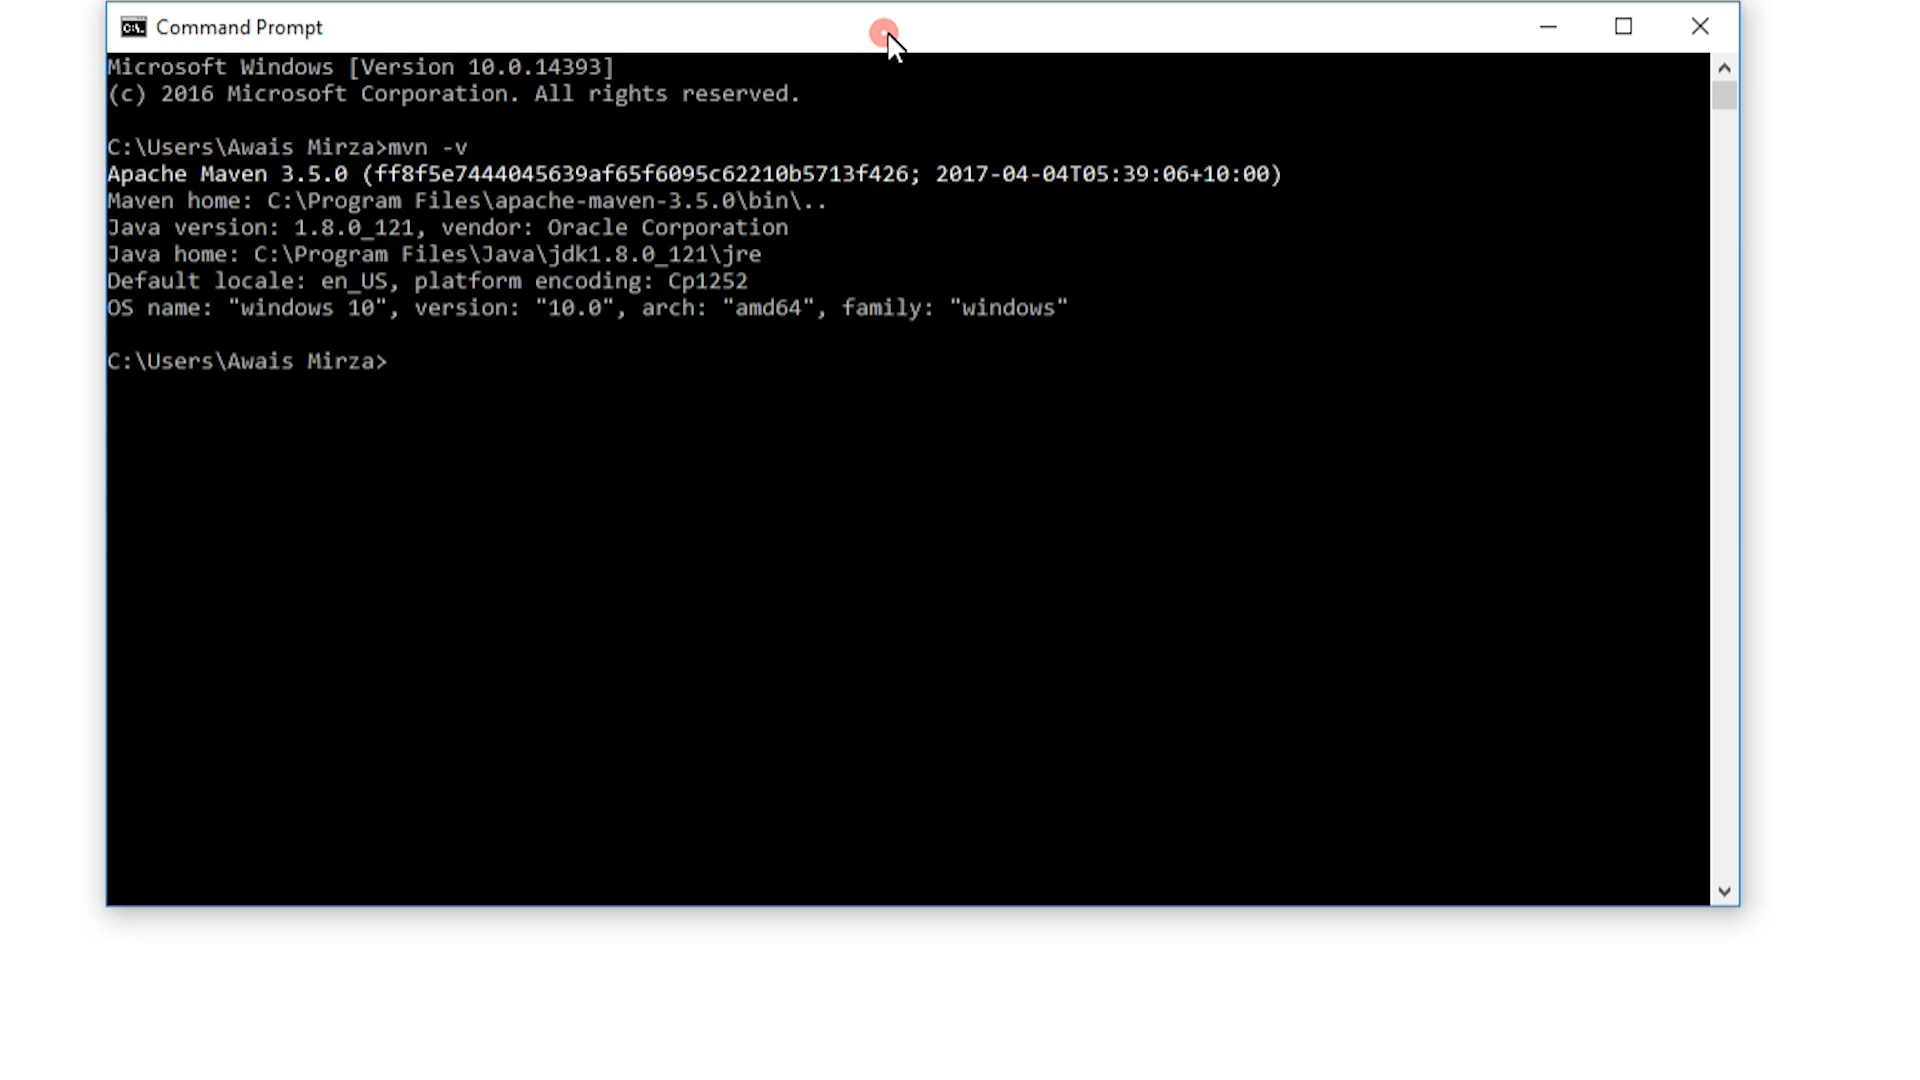 Command Prompt
Microsoft Windows [Version 10.0.14393]
(c) 2016 Microsoft Corporation. All rights reserved.
C:\Users\Awais Mirza>mvn -v
Apache Maven 3.5.0 (ff8f5e7444045639af65f6095c62210b5713f426; 2017-04-04T05:39:06+10:00)
Maven home: C:\Program Files\apache-maven-3.5.0\bin\..
Java version: 1.8.0_121, vendor: Oracle Corporation
Java home: C:\Program Files\Java\jdk1.8.0_121\jre
Default locale: en_US, platform encoding: Cp1252
OS name: "windows 10", version: "10.0", arch: "amd64", family: "windows"
C:\Users\Awais Mirza>